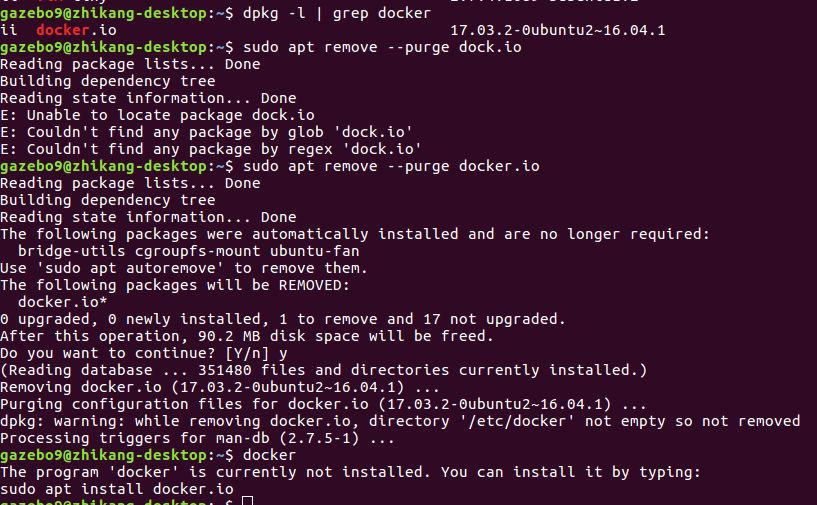 gazebo9@zhikang-desktop:~$ dpkg -l | grep docker
ii  docker.io                                      17.03.2-0ubuntu2~16.04.1
gazebo9@zhikang-desktop:~$ sudo apt remove --purge dock.io
Reading package lists... Done
Building dependency tree
Reading state information... Done
E: Unable to locate package dock.io
E: Couldn't find any package by glob 'dock.io'
E: Couldn't find any package by regex 'dock.io'
gazebo9@zhikang-desktop:~$ sudo apt remove --purge docker.io
Reading package lists... Done
Building dependency tree
Reading state information... Done
The following packages were automatically installed and are no longer required:
  bridge-utils cgroupfs-mount ubuntu-fan
Use 'sudo apt autoremove' to remove them.
The following packages will be REMOVED:
  docker.io*
0 upgraded, 0 newly installed, 1 to remove and 17 not upgraded.
After this operation, 90.2 MB disk space will be freed.
Do you want to continue? [Y/n] y
(Reading database ... 351480 files and directories currently installed.)
Removing docker.io (17.03.2-0ubuntu2~16.04.1) ...
Purging configuration files for docker.io (17.03.2-0ubuntu2~16.04.1) ...
dpkg: warning: while removing docker.io, directory '/etc/docker' not empty so not removed
Processing triggers for man-db (2.7.5-1) ...
gazebo9@zhikang-desktop:~$ docker
The program 'docker' is currently not installed. You can install it by typing:
sudo apt install docker.io
gazebo9@zhikang-desktop:~$